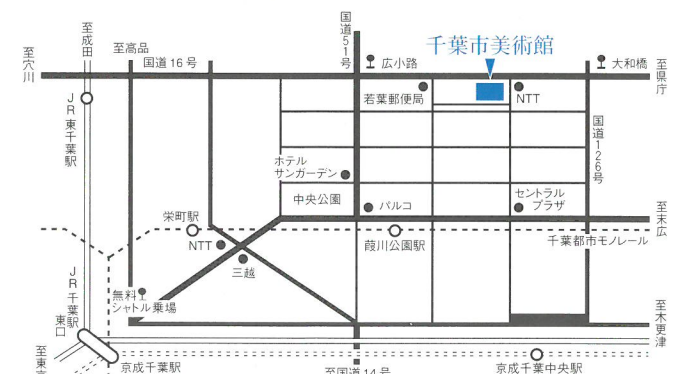 至成田
至穴川
至高品
国道16号
国道51号
広小路
千葉市美術館
大和橋
至県庁
JR東千葉駅
若葉郵便局
NTT
国道126号
ホテル
サンガーデン
中央公園
パルコ
セントラル
プラザ
至末広
栄町駅
NTT
三越
葭川公園駅
千葉都市モノレール
JR千葉駅
東口
無料
シャトル乗場
至木更津
京成千葉駅
至国道14号
京成千葉中央駅